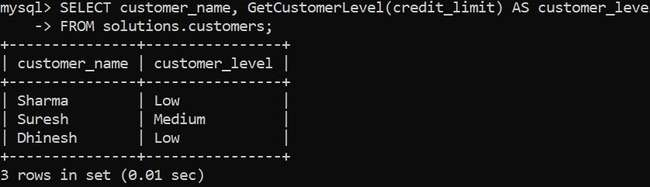 mysql> SELECT customer_name, GetCustomerLevel(credit_limit) AS customer_leve
    -> FROM solutions.customers;
+---------------+----------------+
| customer_name | customer_level |
+---------------+----------------+
| Sharma        | Low            |
| Suresh        | Medium         |
| Dhinesh       | Low            |
+---------------+----------------+
3 rows in set (0.01 sec)